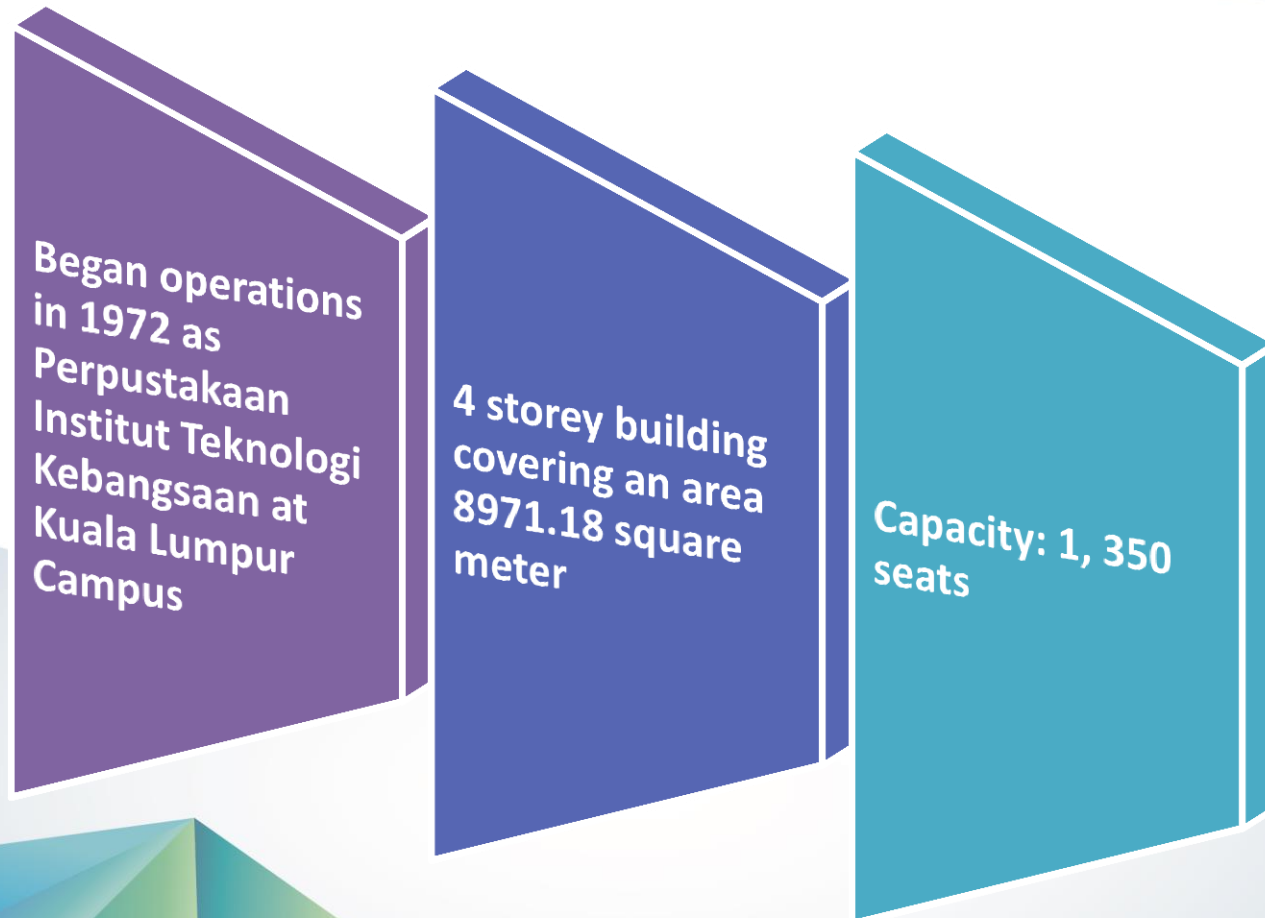 Began operations
in 1972 as
Perpustakaan
Institut Teknologi
Kebangsaan at
Kuala Lumpur
Campus
4 storey building
covering an area
8971.18 square
meter
Capacity: 1, 350
seats